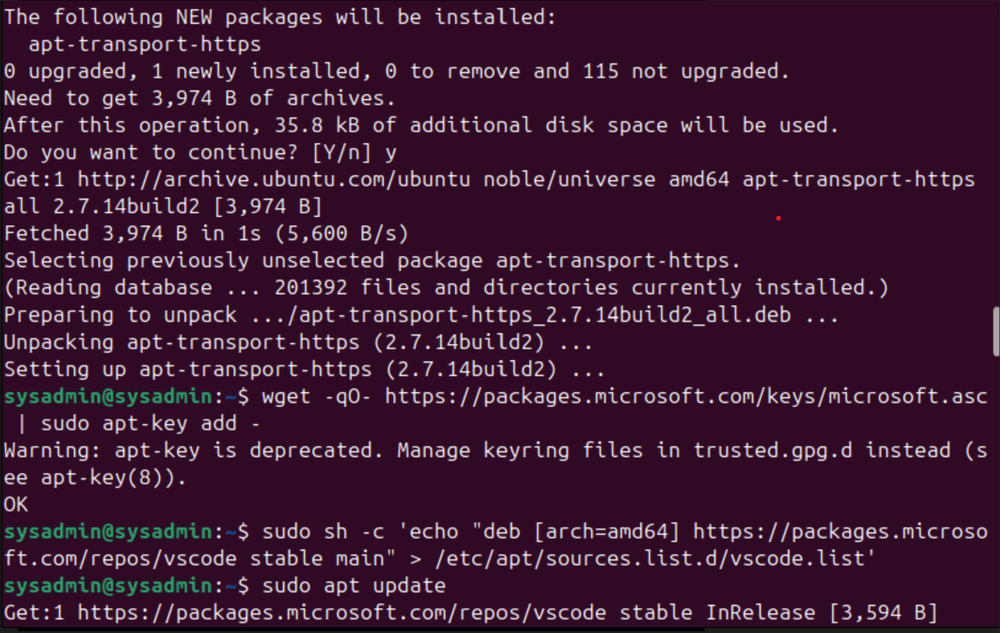 The following NEW packages will be installed:
  apt-transport-https
0 upgraded, 1 newly installed, 0 to remove and 115 not upgraded.
Need to get 3,974 B of archives.
After this operation, 35.8 kB of additional disk space will be used.
Do you want to continue? [Y/n] y
Get:1 http://archive.ubuntu.com/ubuntu noble/universe amd64 apt-transport-https
all 2.7.14build2 [3,974 B]
Fetched 3,974 B in 1s (5,600 B/s)
Selecting previously unselected package apt-transport-https.
(Reading database ... 201392 files and directories currently installed.)
Preparing to unpack .../apt-transport-https_2.7.14build2_all.deb ...
Unpacking apt-transport-https (2.7.14build2) ...
Setting up apt-transport-https (2.7.14build2) ...
sysadmin@sysadmin:~$ wget -qO- https://packages.microsoft.com/keys/microsoft.asc
 | sudo apt-key add -
Warning: apt-key is deprecated. Manage keyring files in trusted.gpg.d instead (s
ee apt-key(8)).
OK
sysadmin@sysadmin:~$ sudo sh -c 'echo "deb [arch=amd64] https://packages.microso
ft.com/repos/vscode stable main" > /etc/apt/sources.list.d/vscode.list'
sysadmin@sysadmin:~$ sudo apt update
Get:1 https://packages.microsoft.com/repos/vscode stable InRelease [3,594 B]